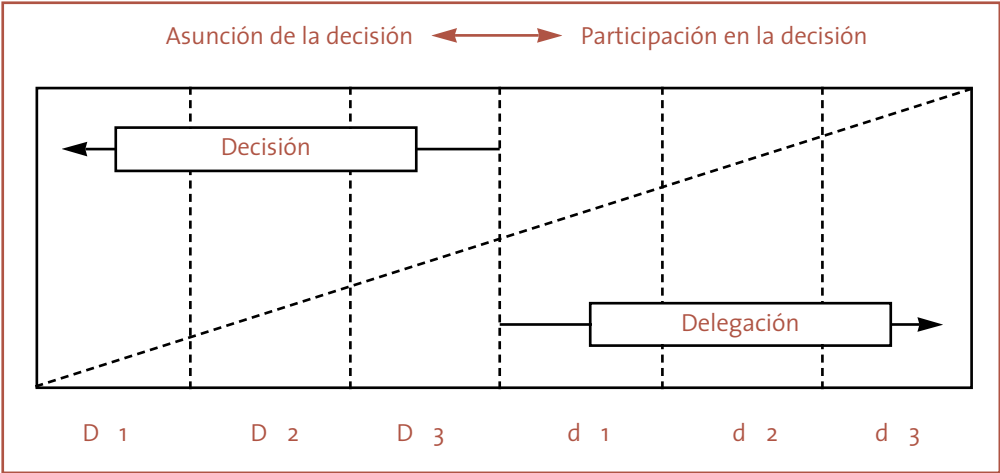 Asunción de la decisión Participación en la decisión
Decisión
Delegación
D 1 D 2 D 3 d 1 d 2 d 3